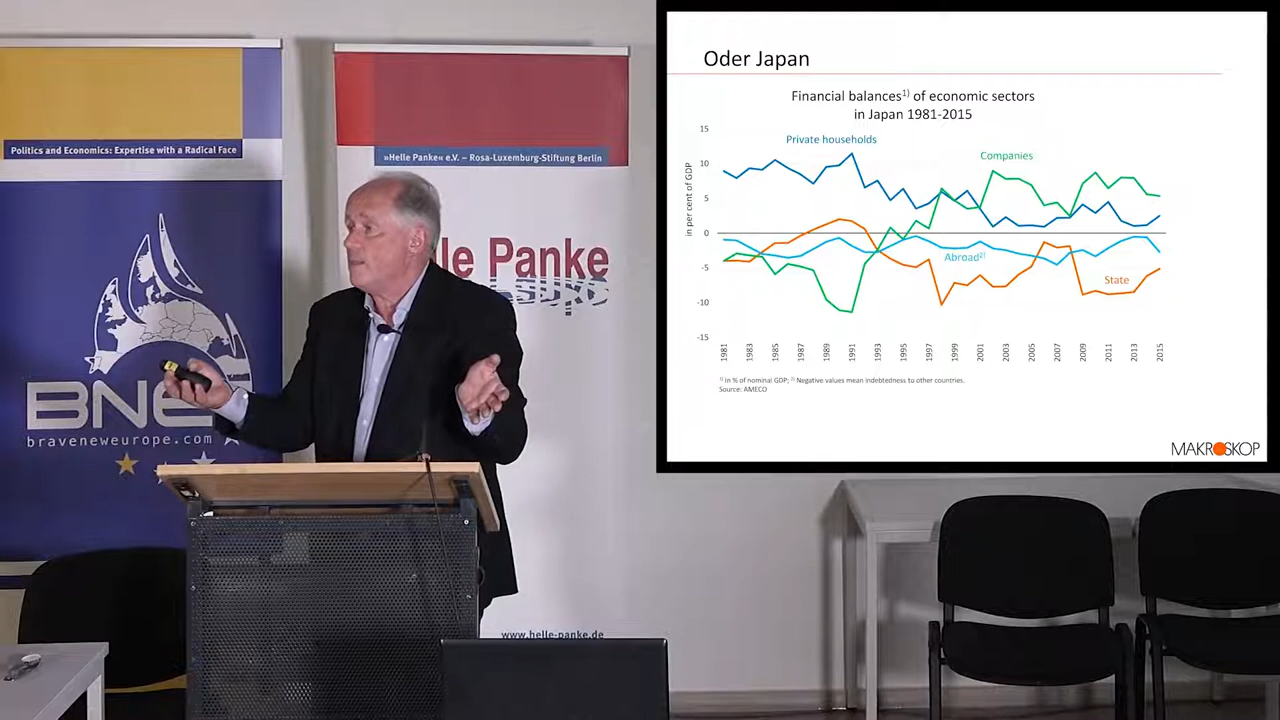 Politics and Economics: Expertise with a Radical Face
BNE
braveneweurope.com
»Helle Panke« e.V. – Rosa-Luxemburg-Stiftung Berlin
lle Panke
www.helle-panke.de
Oder Japan
Financial balances1) of economic sectors
in Japan 1981-2015
in per cent of GDP
15
10
5
0
-5
-10
-15
Private households
Companies
Abroad2)
State
1981 1983 1985 1987 1989 1991 1993 1995 1997 1999 2001 2003 2005 2007 2009 2011 2013 2015
1) In % of nominal GDP; 2) Negative values mean indebtedness to other countries.
Source: AMECO
MAKROSKOP